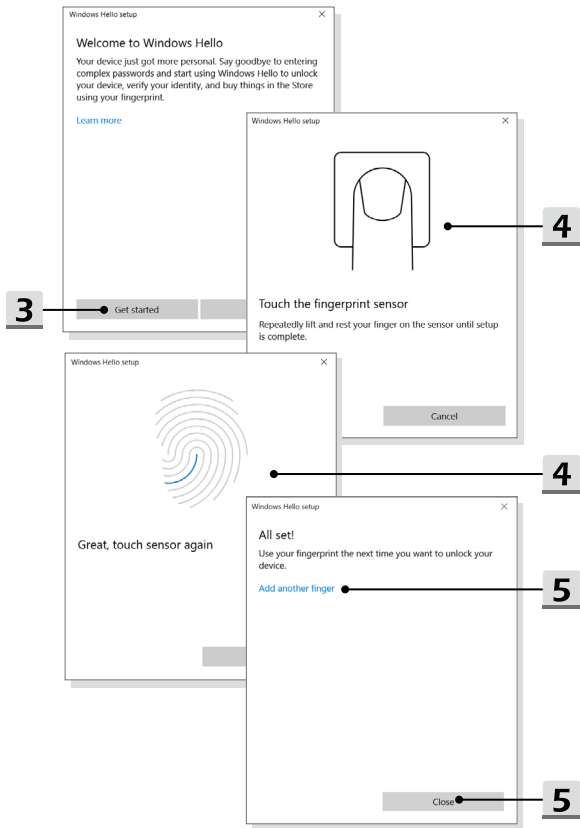 Windows Hello setup
Welcome to Windows Hello
Your device just got more personal. Say goodbye to entering
complex passwords and start using Windows Hello to unlock
your device, verify your identity, and buy things in the Store
using your fingerprint.
Learn more
3
Get started
Windows Hello setup
4
Touch the fingerprint sensor
Repeatedly lift and rest your finger on the sensor until setup
is complete.
Cancel
Windows Hello setup
4
Great, touch sensor again
Windows Hello setup
All set!
Use your fingerprint the next time you want to unlock your
device.
Add another finger
5
Close
5